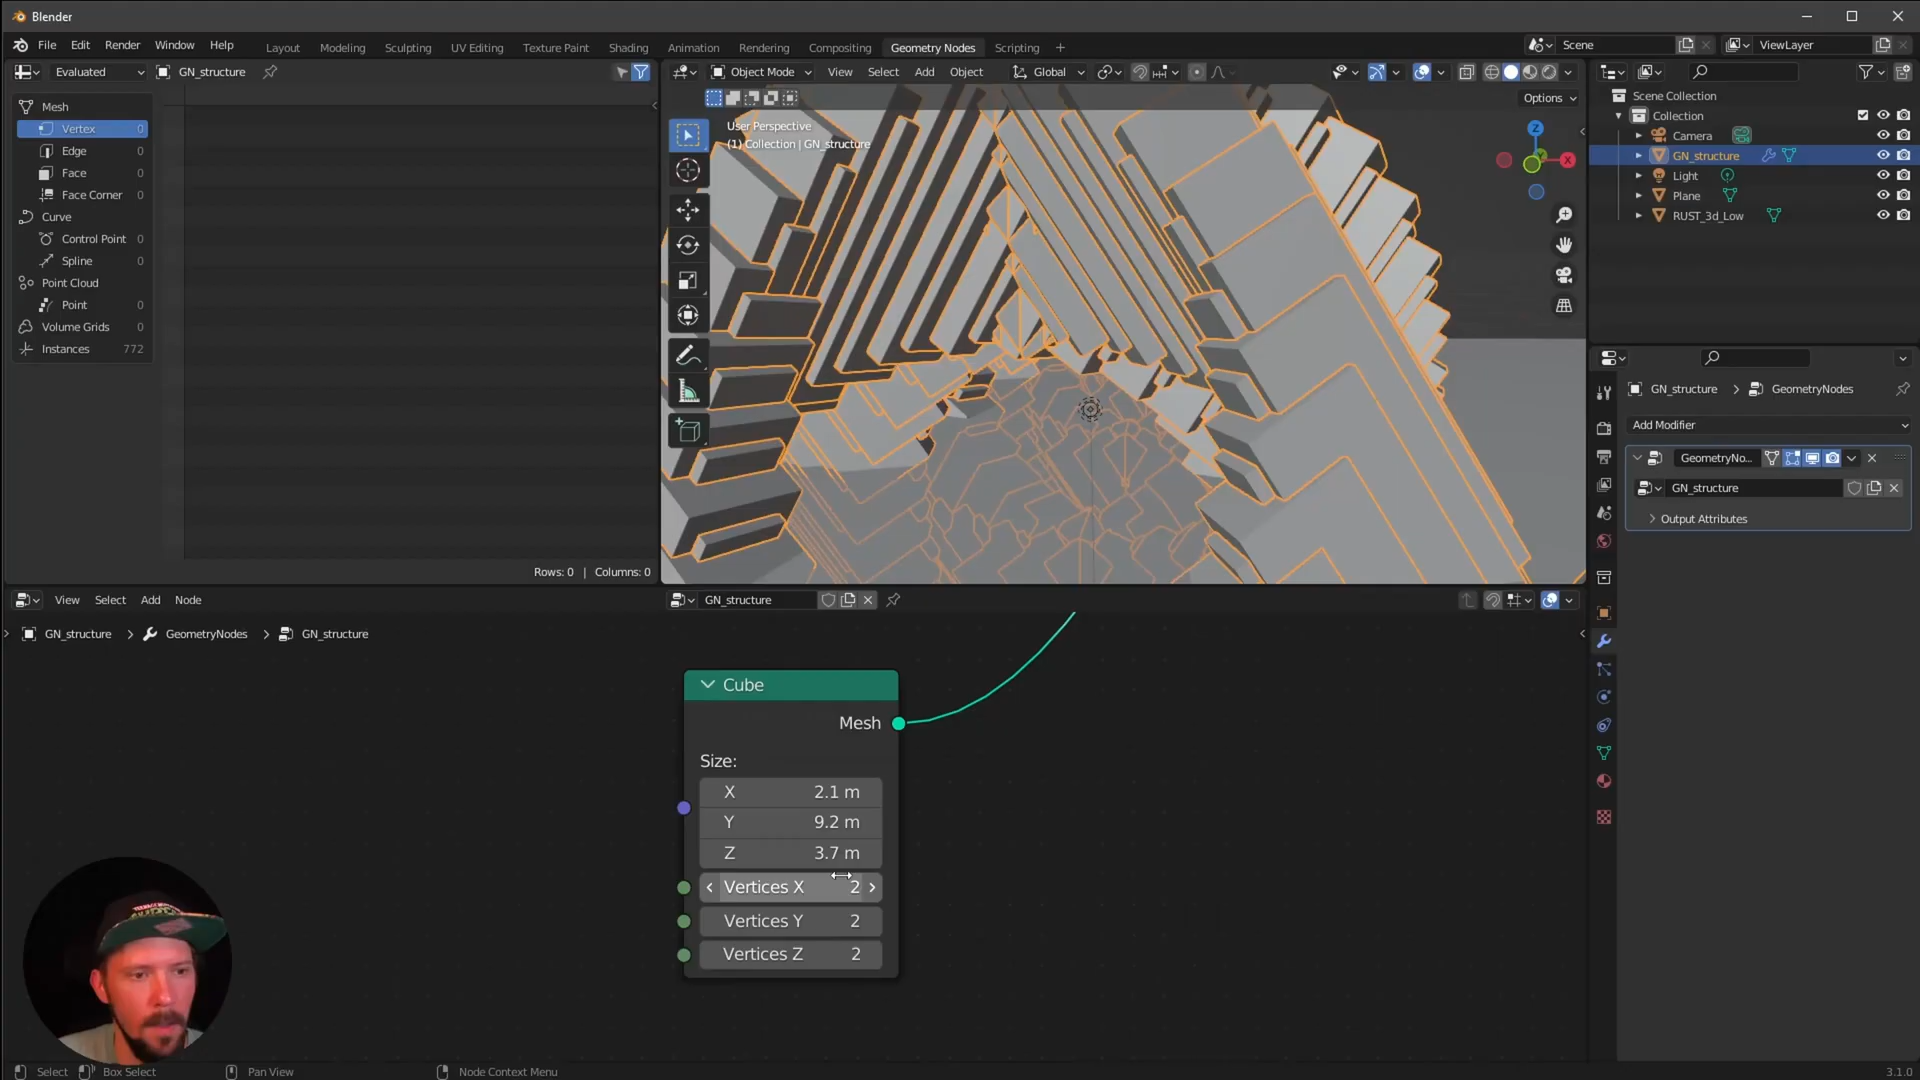 Blender
File Edit Render Window Help Layout Modeling Sculpting UV Editing Texture Paint Shading Animation Rendering Compositing Geometry Nodes Scripting + Scene ViewLayer
Evaluated GN_structure
Object Mode View Select Add Object Global
Options
Mesh
Vertex 0
Edge 0
Face 0
Face Corner 0
Curve
Control Point 0
Spline 0
Point Cloud
Point 0
Volume Grids 0
Instances 772
Rows: 0 | Columns: 0
User Perspective
(1) Collection | GN_structure
Z
X
Scene Collection
Collection
Camera
GN_structure
Light
Plane
RUST_3d_Low
GN_structure > GeometryNodes
Add Modifier
GeometryNo...
GN_structure
Output Attributes
View Select Add Node GN_structure
GN_structure > GeometryNodes > GN_structure
Cube
Mesh
Size:
X 2.1 m
Y 9.2 m
Z 3.7 m
Vertices X 2
Vertices Y 2
Vertices Z 2
Select Box Select Pan View Node Context Menu 3.1.0